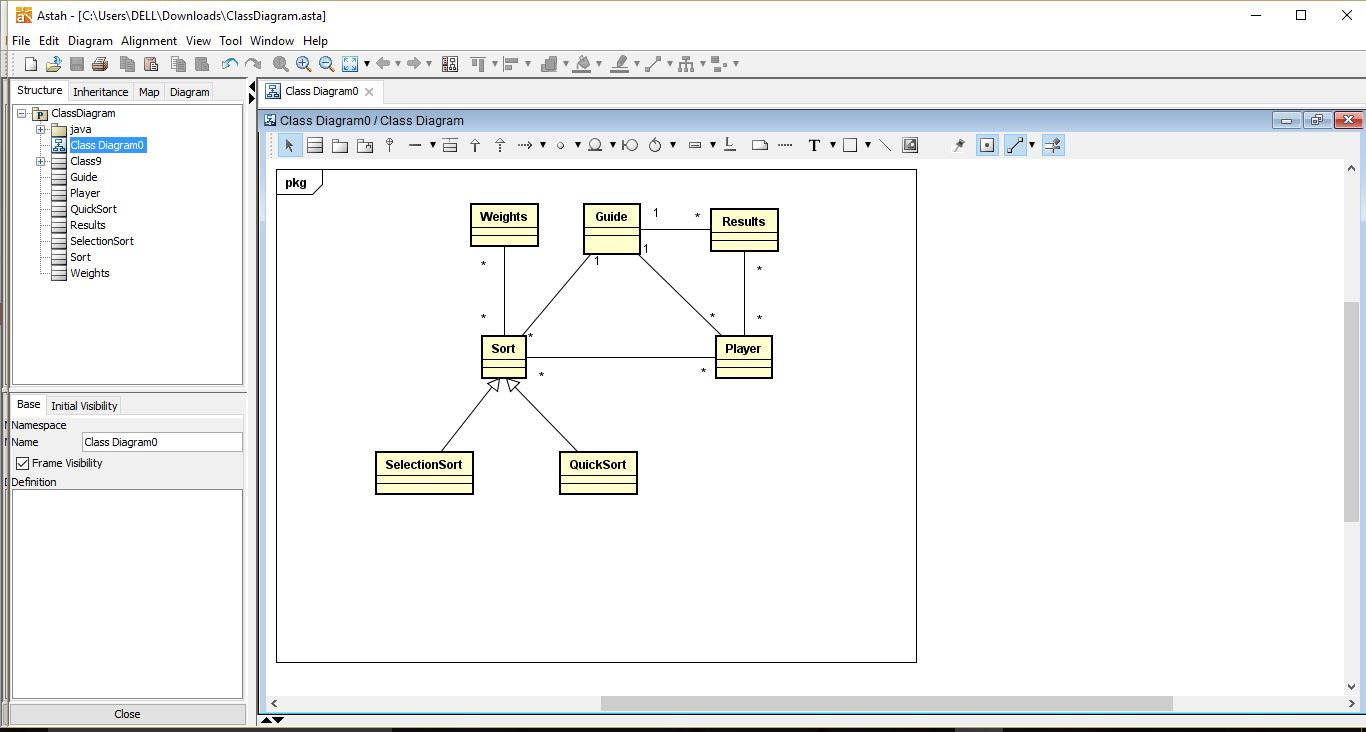 Astah - [C:\Users\DELL\Downloads\ClassDiagram.asta]
File Edit Diagram Alignment View Tool Window Help
Structure Inheritance Map Diagram
ClassDiagram
java
Class Diagram0
Class9
Guide
Player
QuickSort
Results
SelectionSort
Sort
Weights
Base Initial Visibility
Namespace
Name Class Diagram0
Frame Visibility
Definition
Close
Class Diagram0
Class Diagram0 / Class Diagram
T
pkg
Weights Guide 1 * Results
* 1 1 *
* * * *
Sort Player
* *
SelectionSort QuickSort